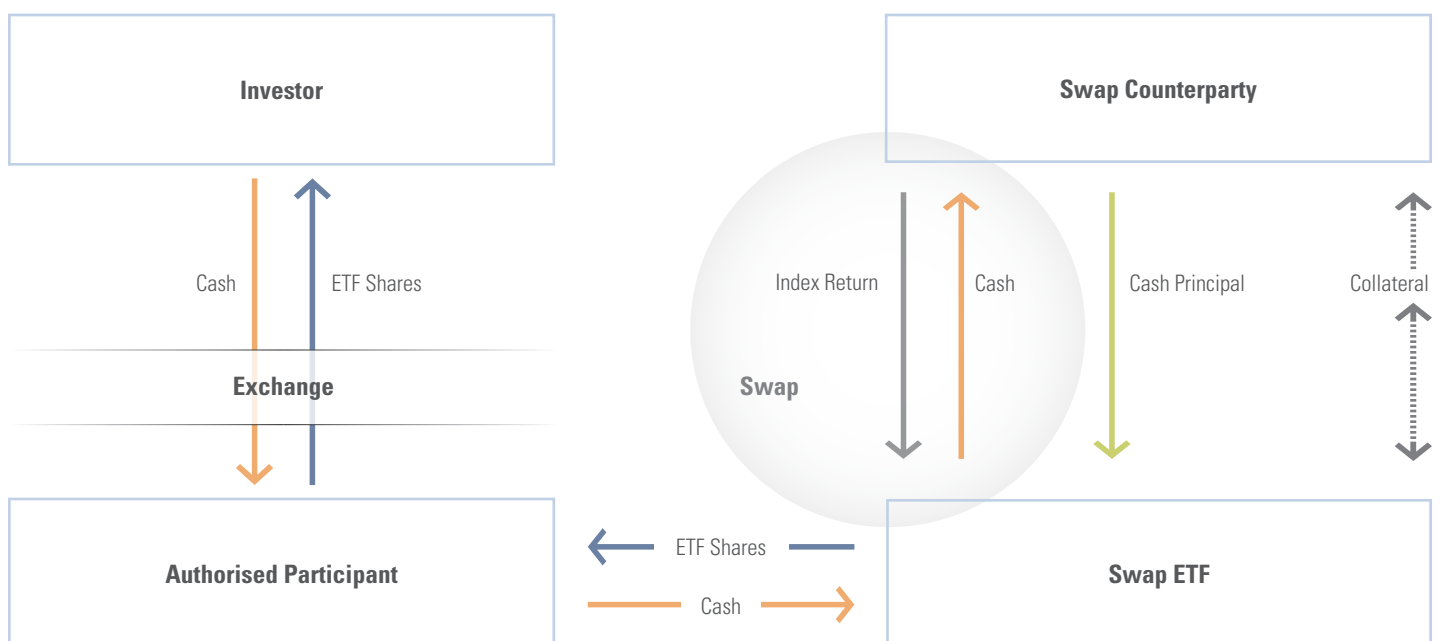 Investor
Swap Counterparty
Cash
ETF Shares
Index Return
Cash
Cash Principal
Collateral
Exchange
Swap
ETF Shares
Authorised Participant
Swap ETF
Cash